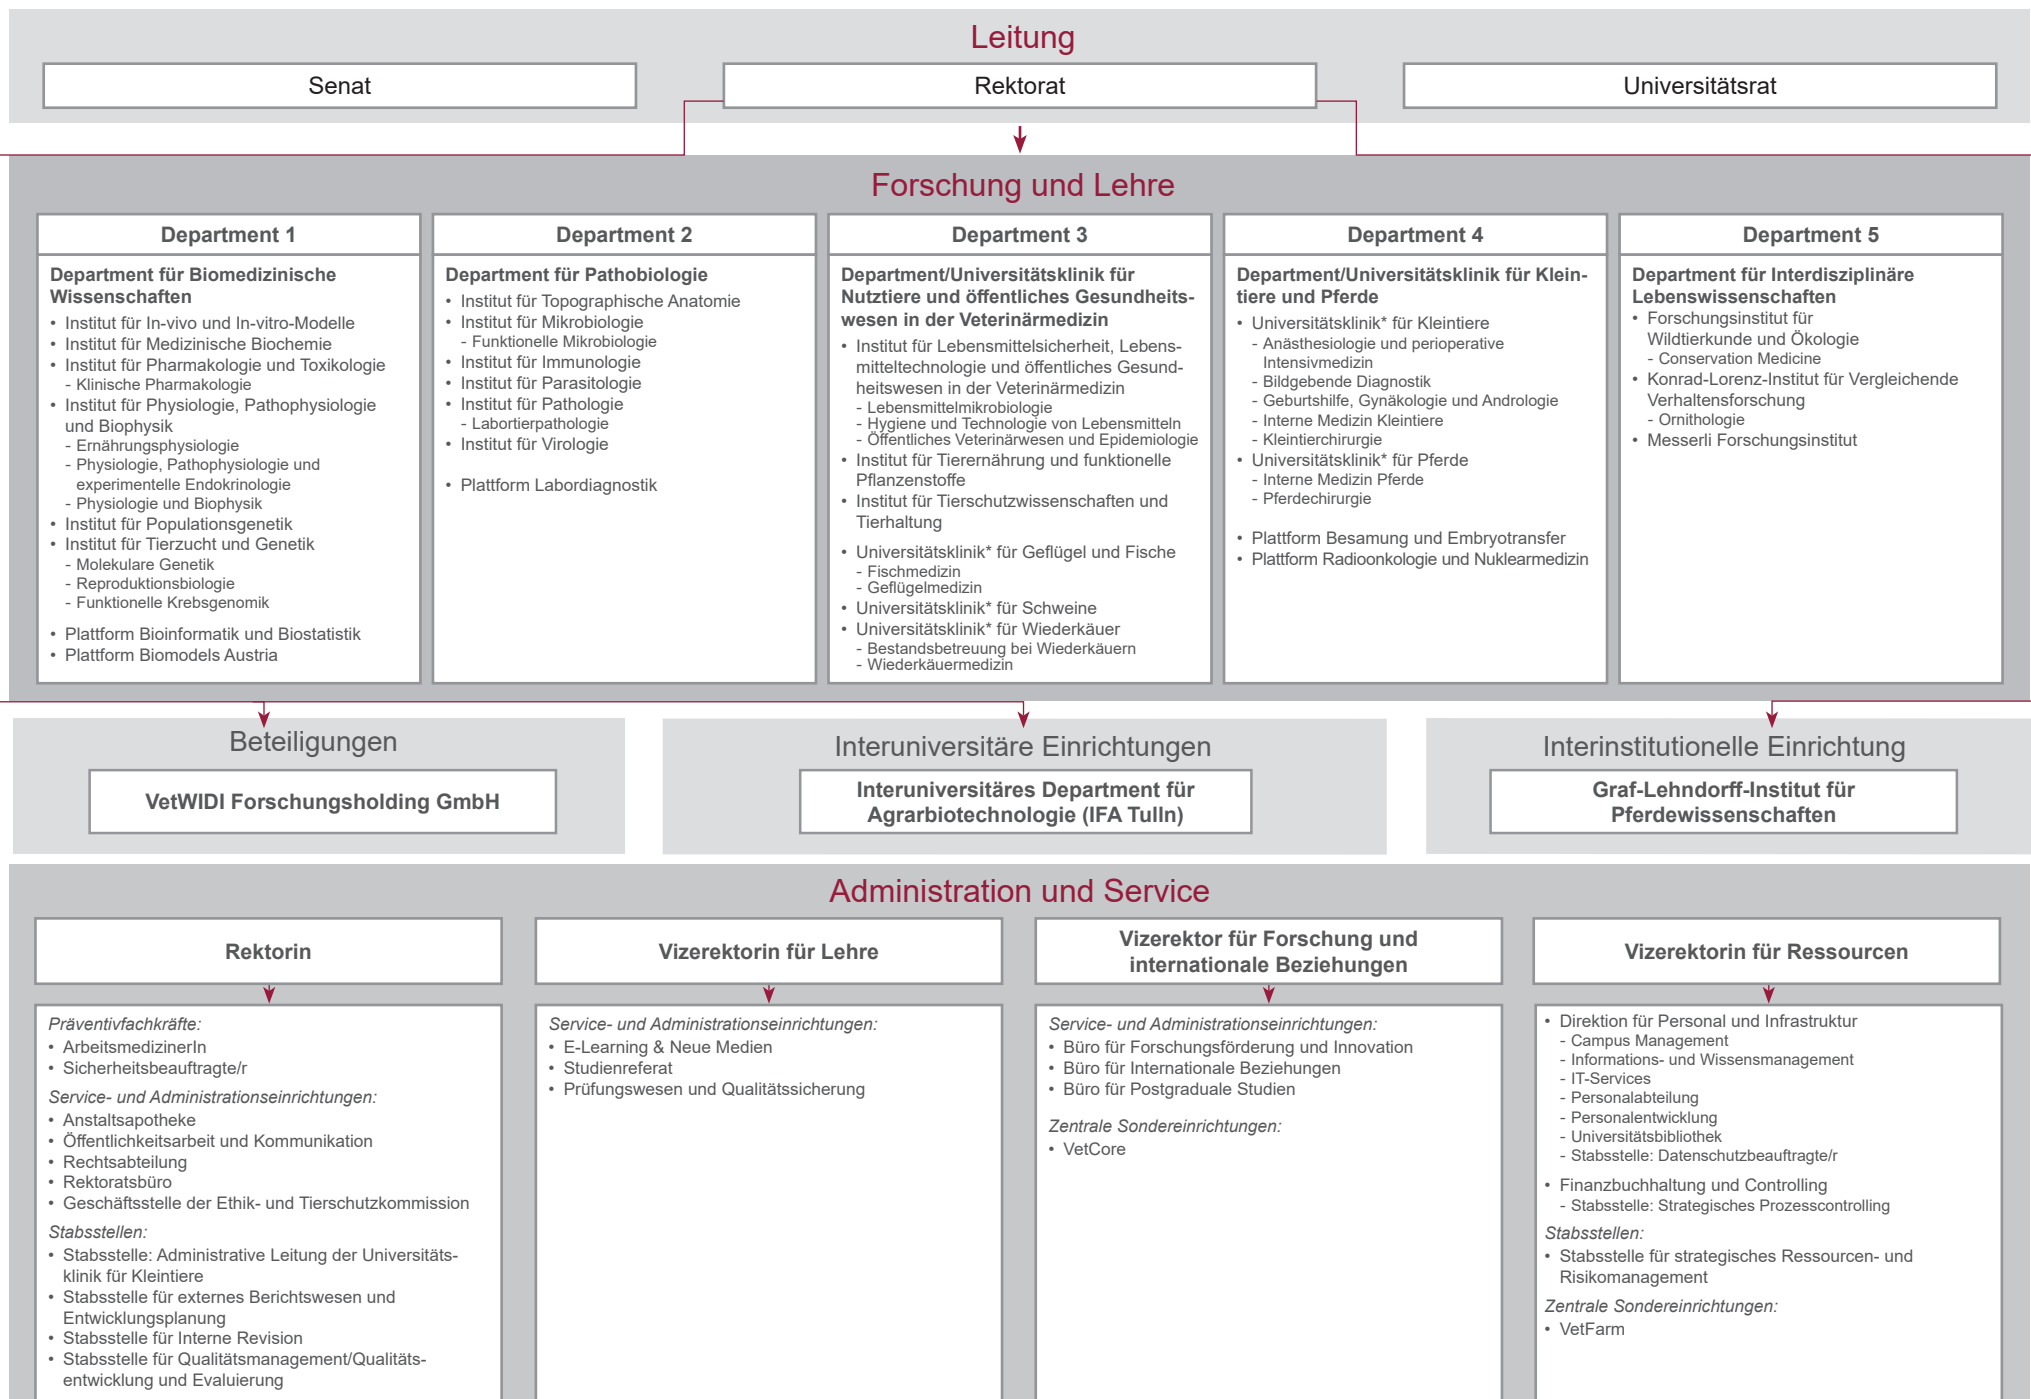 Leitung
Senat
Rektorat
Universitätsrat
Forschung und Lehre
Department 1
Department für Biomedizinische
Wissenschaften
• Institut für In-vivo und In-vitro-Modelle
• Institut für Medizinische Biochemie
• Institut für Pharmakologie und Toxikologie
- Klinische Pharmakologie
• Institut für Physiologie, Pathophysiologie
und Biophysik
- Ernährungsphysiologie
- Physiologie, Pathophysiologie und
experimentelle Endokrinologie
- Physiologie und Biophysik
• Institut für Populationsgenetik
• Institut für Tierzucht und Genetik
- Molekulare Genetik
- Reproduktionsbiologie
- Funktionelle Krebsgenomik
• Plattform Bioinformatik und Biostatistik
• Plattform Biomodels Austria
Department 2
Department für Pathobiologie
• Institut für Topographische Anatomie
• Institut für Mikrobiologie
- Funktionelle Mikrobiologie
• Institut für Immunologie
• Institut für Parasitologie
• Institut für Pathologie
- Labortierpathologie
• Institut für Virologie
• Plattform Labordiagnostik
Department 3
Department/Universitätsklinik für
Nutztiere und öffentliches Gesundheits-
wesen in der Veterinärmedizin
• Institut für Lebensmittelsicherheit, Lebens-
mitteltechnologie und öffentliches Gesund-
heitswesen in der Veterinärmedizin
- Lebensmittelmikrobiologie
- Hygiene und Technologie von Lebensmitteln
- Öffentliches Veterinärwesen und Epidemiologie
• Institut für Tierernährung und funktionelle
Pflanzenstoffe
• Institut für Tierschutzwissenschaften und
Tierhaltung
• Universitätsklinik* für Geflügel und Fische
- Fischmedizin
- Geflügelmedizin
• Universitätsklinik* für Schweine
• Universitätsklinik* für Wiederkäuer
- Bestandsbetreuung bei Wiederkäuern
- Wiederkäuermedizin
Department 4
Department/Universitätsklinik für Klein-
tiere und Pferde
• Universitätsklinik* für Kleintiere
- Anästhesiologie und perioperative
Intensivmedizin
- Bildgebende Diagnostik
- Geburtshilfe, Gynäkologie und Andrologie
- Interne Medizin Kleintiere
- Kleintierchirurgie
• Universitätsklinik* für Pferde
- Interne Medizin Pferde
- Pferdechirurgie
• Plattform Besamung und Embryotransfer
• Plattform Radioonkologie und Nuklearmedizin
Department 5
Department für Interdisziplinäre
Lebenswissenschaften
• Forschungsinstitut für
Wildtierkunde und Ökologie
- Conservation Medicine
• Konrad-Lorenz-Institut für Vergleichende
Verhaltensforschung
- Ornithologie
• Messerli Forschungsinstitut
Beteiligungen
VetWIDI Forschungsholding GmbH
Interuniversitäre Einrichtungen
Interuniversitäres Department für
Agrarbiotechnologie (IFA Tulln)
Interinstitutionelle Einrichtung
Graf-Lehndorff-Institut für
Pferdewissenschaften
Administration und Service
Rektorin
Präventivfachkräfte:
• ArbeitsmedizinerIn
• Sicherheitsbeauftragte/r
Service- und Administrationseinrichtungen:
• Anstaltsapotheke
• Öffentlichkeitsarbeit und Kommunikation
• Rechtsabteilung
• Rektoratsbüro
• Geschäftsstelle der Ethik- und Tierschutzkommission
Stabsstellen:
• Stabsstelle: Administrative Leitung der Universitäts-
klinik für Kleintiere
• Stabsstelle für externes Berichtswesen und
Entwicklungsplanung
• Stabsstelle für Interne Revision
• Stabsstelle für Qualitätsmanagement/Qualitäts-
entwicklung und Evaluierung
Vizerektorin für Lehre
Service- und Administrationseinrichtungen:
• E-Learning & Neue Medien
• Studienreferat
• Prüfungswesen und Qualitätssicherung
Vizerektor für Forschung und
internationale Beziehungen
Service- und Administrationseinrichtungen:
• Büro für Forschungsförderung und Innovation
• Büro für Internationale Beziehungen
• Büro für Postgraduale Studien
Zentrale Sondereinrichtungen:
• VetCore
Vizerektorin für Ressourcen
• Direktion für Personal und Infrastruktur
- Campus Management
- Informations- und Wissensmanagement
- IT-Services
- Personalabteilung
- Personalentwicklung
- Universitätsbibliothek
- Stabsstelle: Datenschutzbeauftragte/r
• Finanzbuchhaltung und Controlling
- Stabsstelle: Strategisches Prozesscontrolling
Stabsstellen:
• Stabsstelle für strategisches Ressourcen- und
Risikomanagement
Zentrale Sondereinrichtungen:
• VetFarm